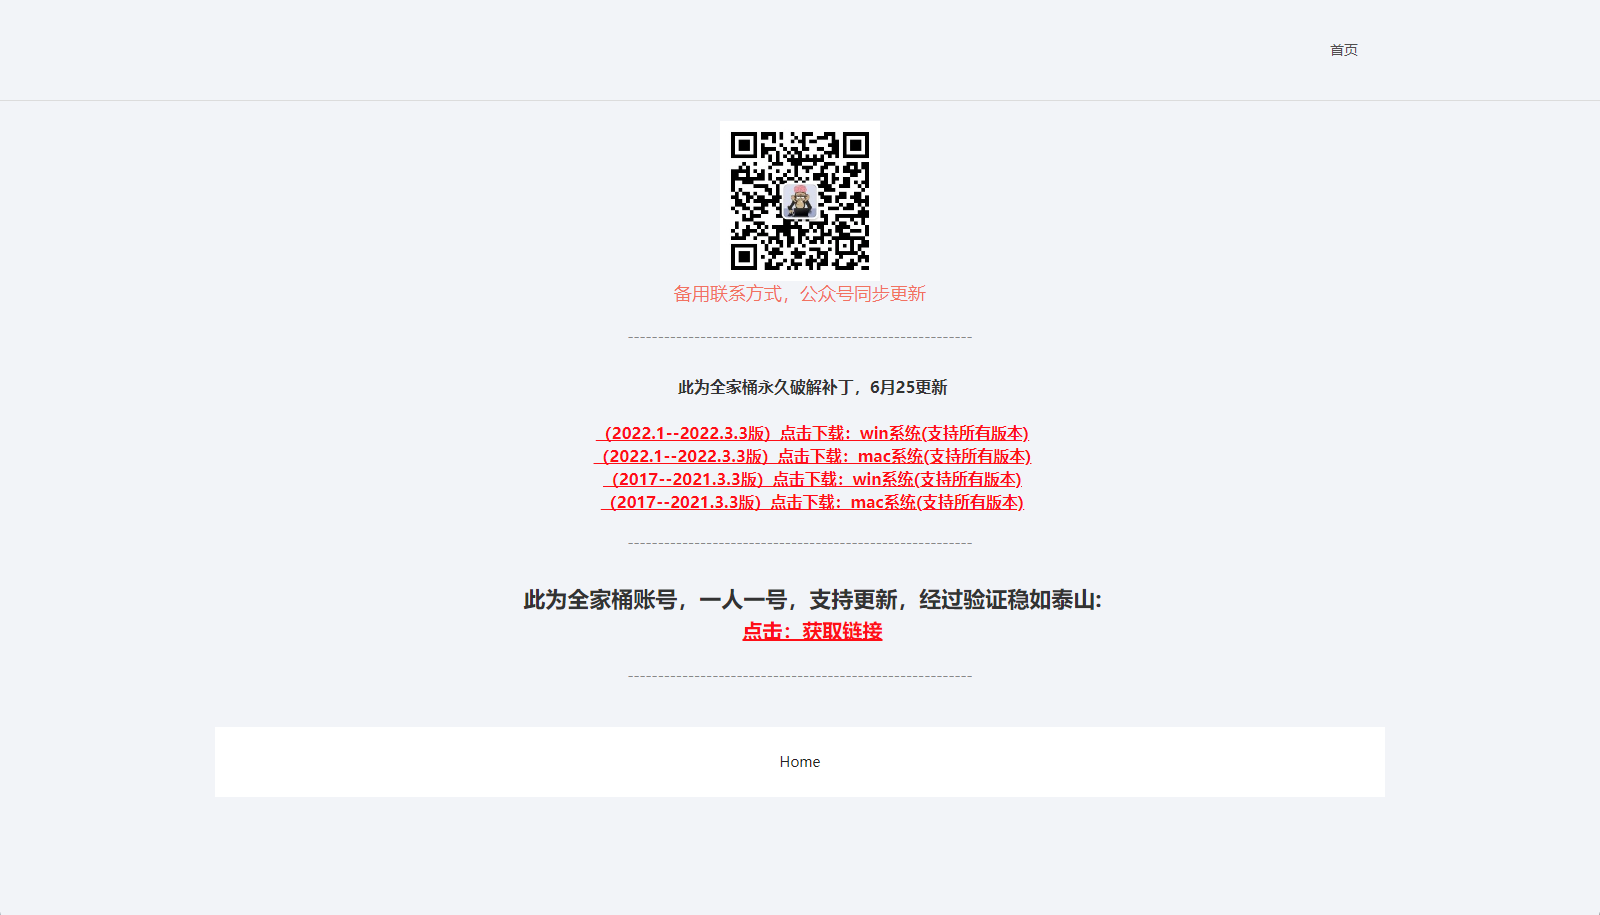 首页
备用联系方式，公众号同步更新
---------------------------------------------------------
此为全家桶永久破解补丁，6月25更新
（2022.1--2022.3.3版）点击下载：win系统(支持所有版本)
（2022.1--2022.3.3版）点击下载：mac系统(支持所有版本)
（2017--2021.3.3版）点击下载：win系统(支持所有版本)
（2017--2021.3.3版）点击下载：mac系统(支持所有版本)
---------------------------------------------------------
此为全家桶账号，一人一号，支持更新，经过验证稳如泰山:
点击：获取链接
---------------------------------------------------------
Home